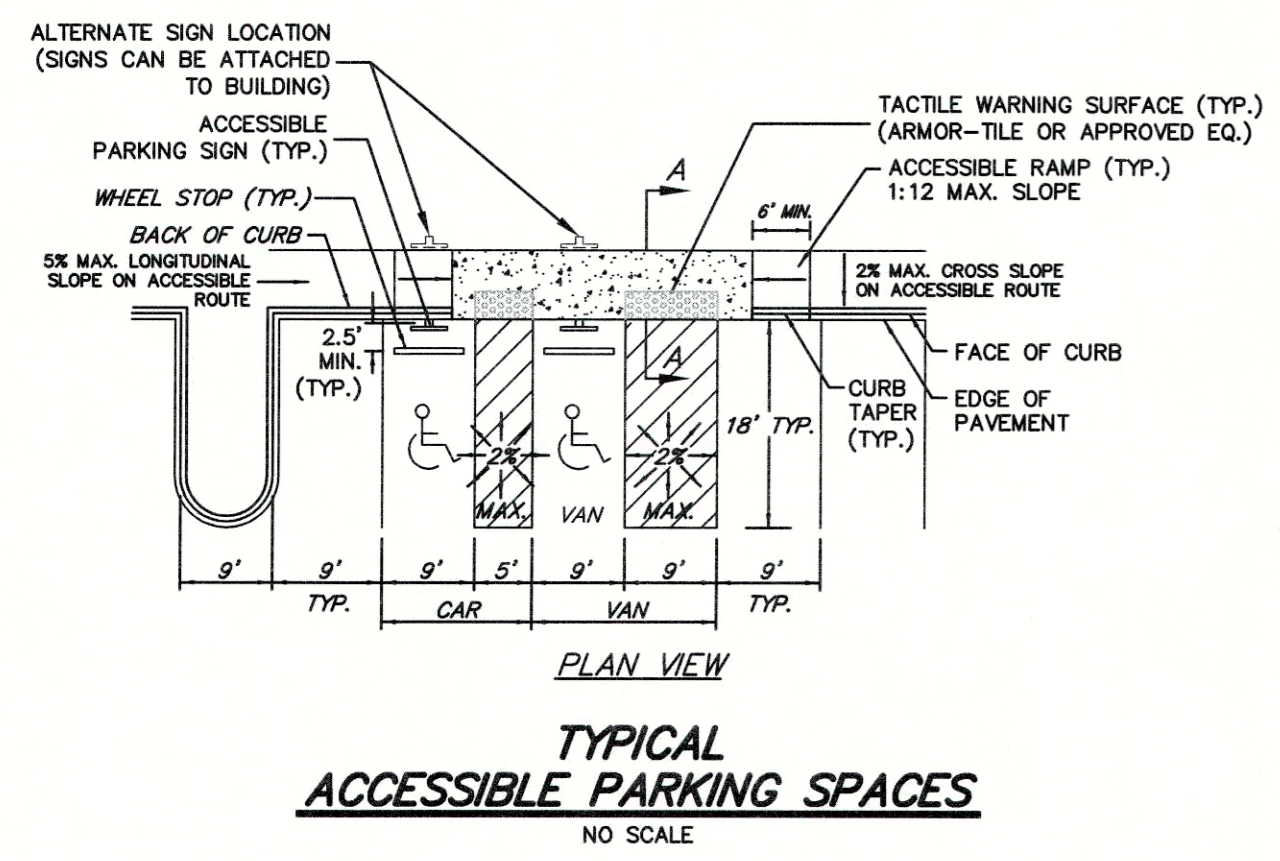 ALTERNATE SIGN LOCATION
(SIGNS CAN BE ATTACHED
TO BUILDING)
ACCESSIBLE
PARKING SIGN (TYP.)
WHEEL STOP (TYP.)
BACK OF CURB
5% MAX. LONGITUDINAL
SLOPE ON ACCESSIBLE
ROUTE
TACTILE WARNING SURFACE (TYP.)
(ARMOR-TILE OR APPROVED EQ.)
A
ACCESSIBLE RAMP (TYP.)
1:12 MAX. SLOPE
6' MIN.
2% MAX. CROSS SLOPE
ON ACCESSIBLE ROUTE
2.5'
MIN.
(TYP.)
A
FACE OF CURB
CURB
TAPER
(TYP.)
EDGE OF
PAVEMENT
18' TYP.
2%
MAX.
VAN
2%
MAX.
9'
9'
TYP.
9'
5'
9'
9'
9'
TYP.
CAR
VAN
PLAN VIEW
TYPICAL
ACCESSIBLE PARKING SPACES
NO SCALE